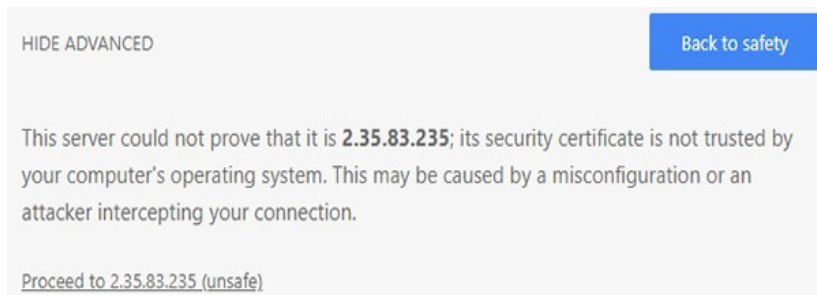 HIDE ADVANCED
Back to safety
This server could not prove that it is 2.35.83.235; its security certificate is not trusted by
your computer's operating system. This may be caused by a misconfiguration or an
attacker intercepting your connection.
Proceed to 2.35.83.235 (unsafe)